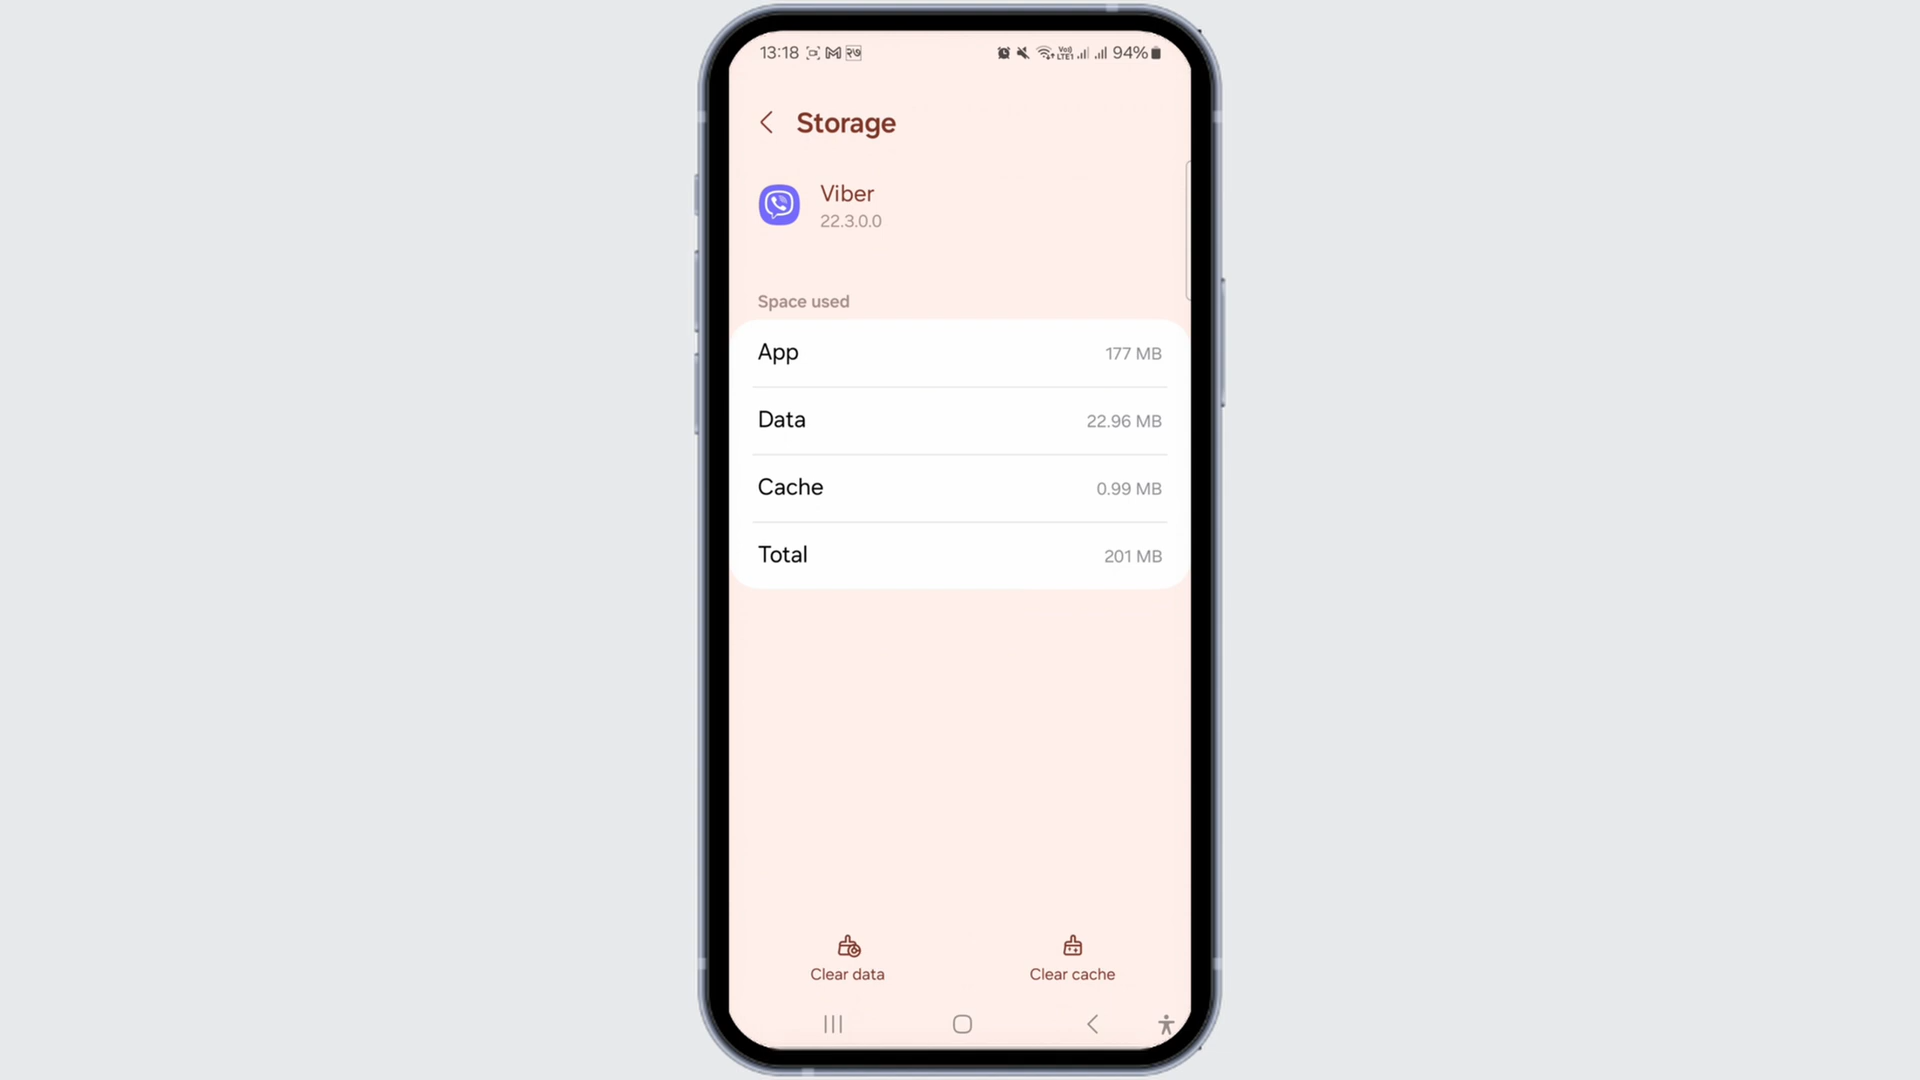 13:18 94%
Storage
Viber
22.3.0.0
Space used
App 177 MB
Data 22.96 MB
Cache 0.99 MB
Total 201 MB
Clear data Clear cache